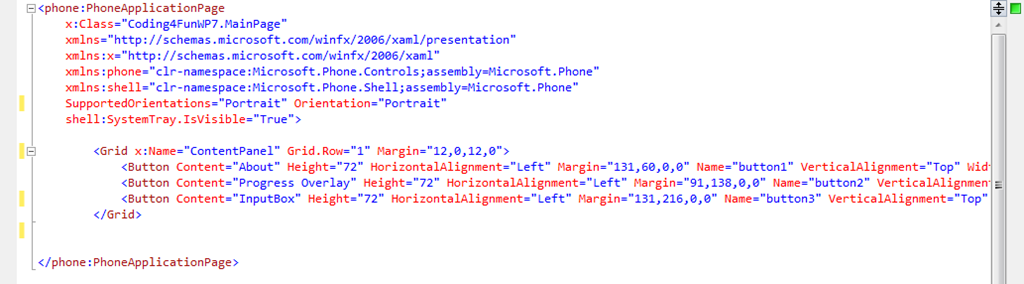 <phone:PhoneApplicationPage
x:Class="Coding4FunWP7.MainPage"
xmlns="http://schemas.microsoft.com/winfx/2006/xaml/presentation"
xmlns:x="http://schemas.microsoft.com/winfx/2006/xaml"
xmlns:phone="clr-namespace:Microsoft.Phone.Controls;assembly=Microsoft.Phone"
xmlns:shell="clr-namespace:Microsoft.Phone.Shell;assembly=Microsoft.Phone"
SupportedOrientations="Portrait" Orientation="Portrait"
shell:SystemTray.IsVisible="True">
<Grid x:Name="ContentPanel" Grid.Row="1" Margin="12,0,12,0">
<Button Content="About" Height="72" HorizontalAlignment="Left" Margin="131,60,0,0" Name="button1" VerticalAlignment="Top" Widt
<Button Content="Progress Overlay" Height="72" HorizontalAlignment="Left" Margin="91,138,0,0" Name="button2" VerticalAlignment
<Button Content="InputBox" Height="72" HorizontalAlignment="Left" Margin="131,216,0,0" Name="button3" VerticalAlignment="Top"
</Grid>
</phone:PhoneApplicationPage>